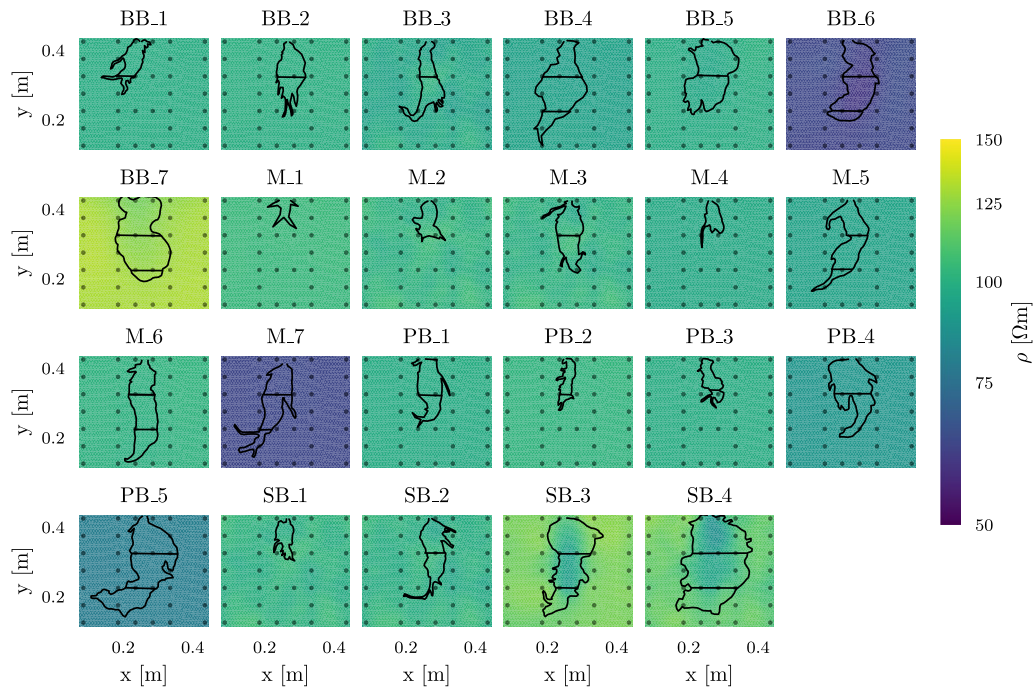 BB_1 BB_2 BB_3 BB_4 BB_5 BB_6
0.4
0.2
y [m]
BB_7 M_1 M_2 M_3 M_4 M_5
0.4
0.2
y [m]
M_6 M_7 PB_1 PB_2 PB_3 PB_4
0.4
0.2
y [m]
PB_5 SB_1 SB_2 SB_3 SB_4
0.4
0.2
y [m]
0.2 0.4 0.2 0.4 0.2 0.4 0.2 0.4 0.2 0.4
x [m] x [m] x [m] x [m] x [m]
150
125
100
75
50
ρ [Ωm]